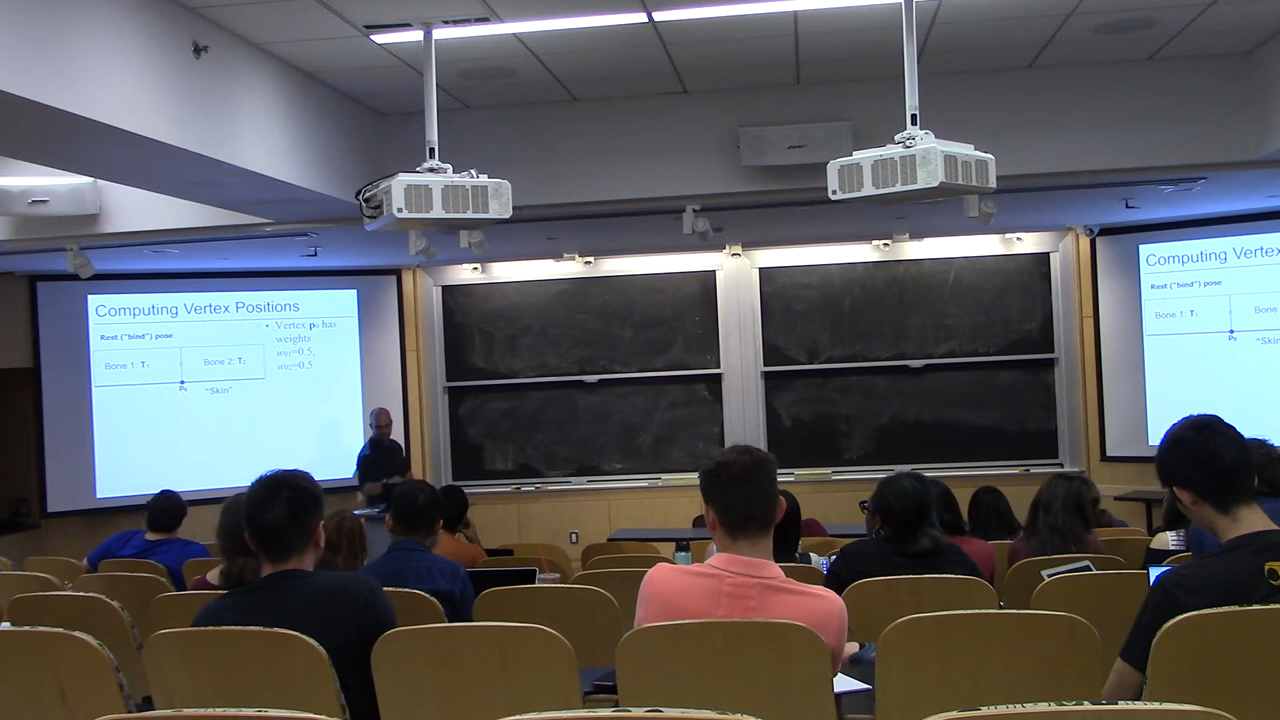 BOSE
Computing Vertex Positions
Rest ("bind") pose
• Vertex p₀ has
weights
w₀₁=0.5,
w₀₂=0.5
Bone 1: T₁
Bone 2: T₂
p₀
"Skin"
Computing Vertex
Rest ("bind") pose
Bone 1: T₁
Bone
p₀
"Skin